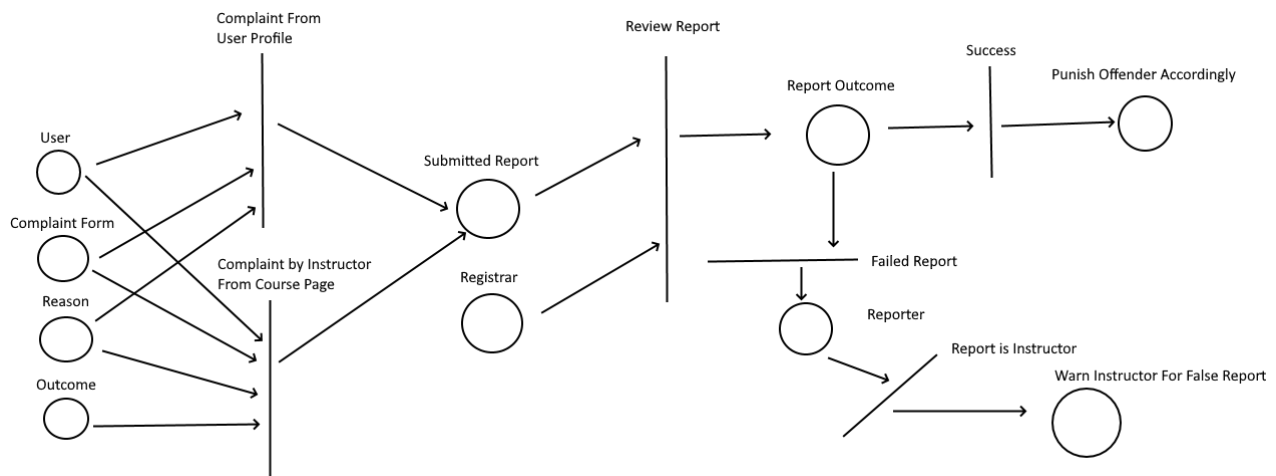 Complaint From
User Profile
Review Report
Success
Punish Offender Accordingly
Report Outcome
User
Submitted Report
Complaint Form
Complaint by Instructor
From Course Page
Failed Report
Registrar
Reason
Reporter
Report is Instructor
Warn Instructor For False Report
Outcome